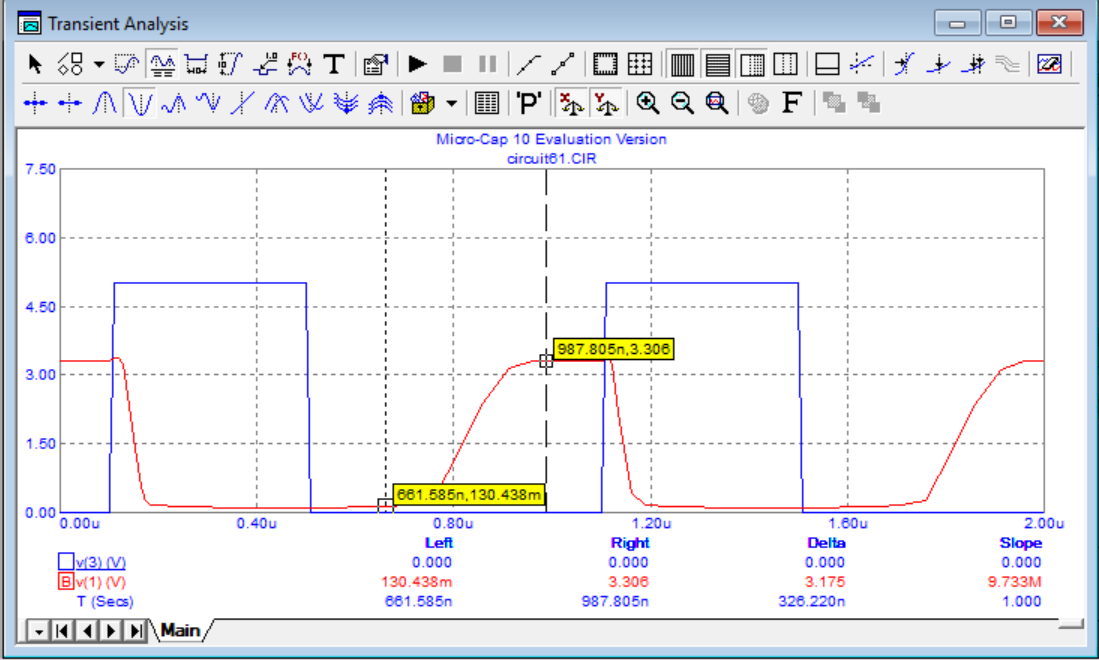 Transient Analysis
T
'P' X Y F
Micro-Cap 10 Evaluation Version
circuit61.CIR
7.50
6.00
4.50
3.00
1.50
0.00
987.805n,3.306
661.585n,130.438m
0.00u 0.40u 0.80u 1.20u 1.60u 2.00u
Left Right Delta Slope
v(3) (V) 0.000 0.000 0.000 0.000
B v(1) (V) 130.438m 3.306 3.175 9.733M
T (Secs) 661.585n 987.805n 326.220n 1.000
Main